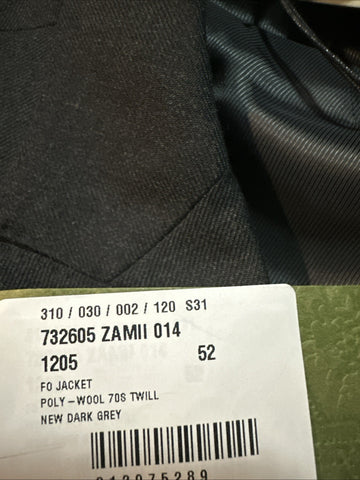 310 / 030 / 002 / 120 S31
732605 ZAMII 014
1205 52
FO JACKET
POLY-WOOL 70S TWILL
NEW DARK GREY